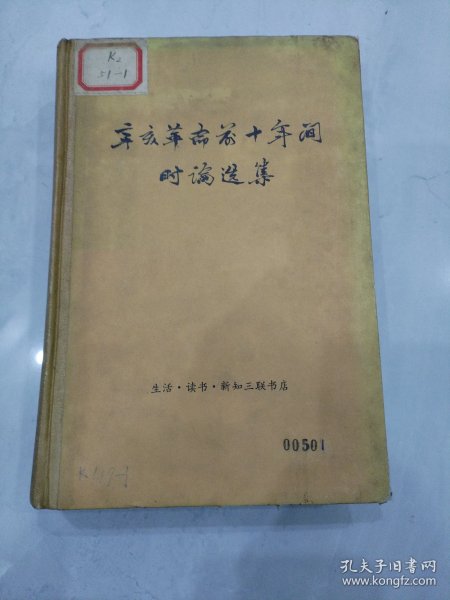 K2
51-1
辛亥革命前十年间
时论选集
生活·读书·新知三联书店
00501
孔夫子旧书网
www.kongfz.com